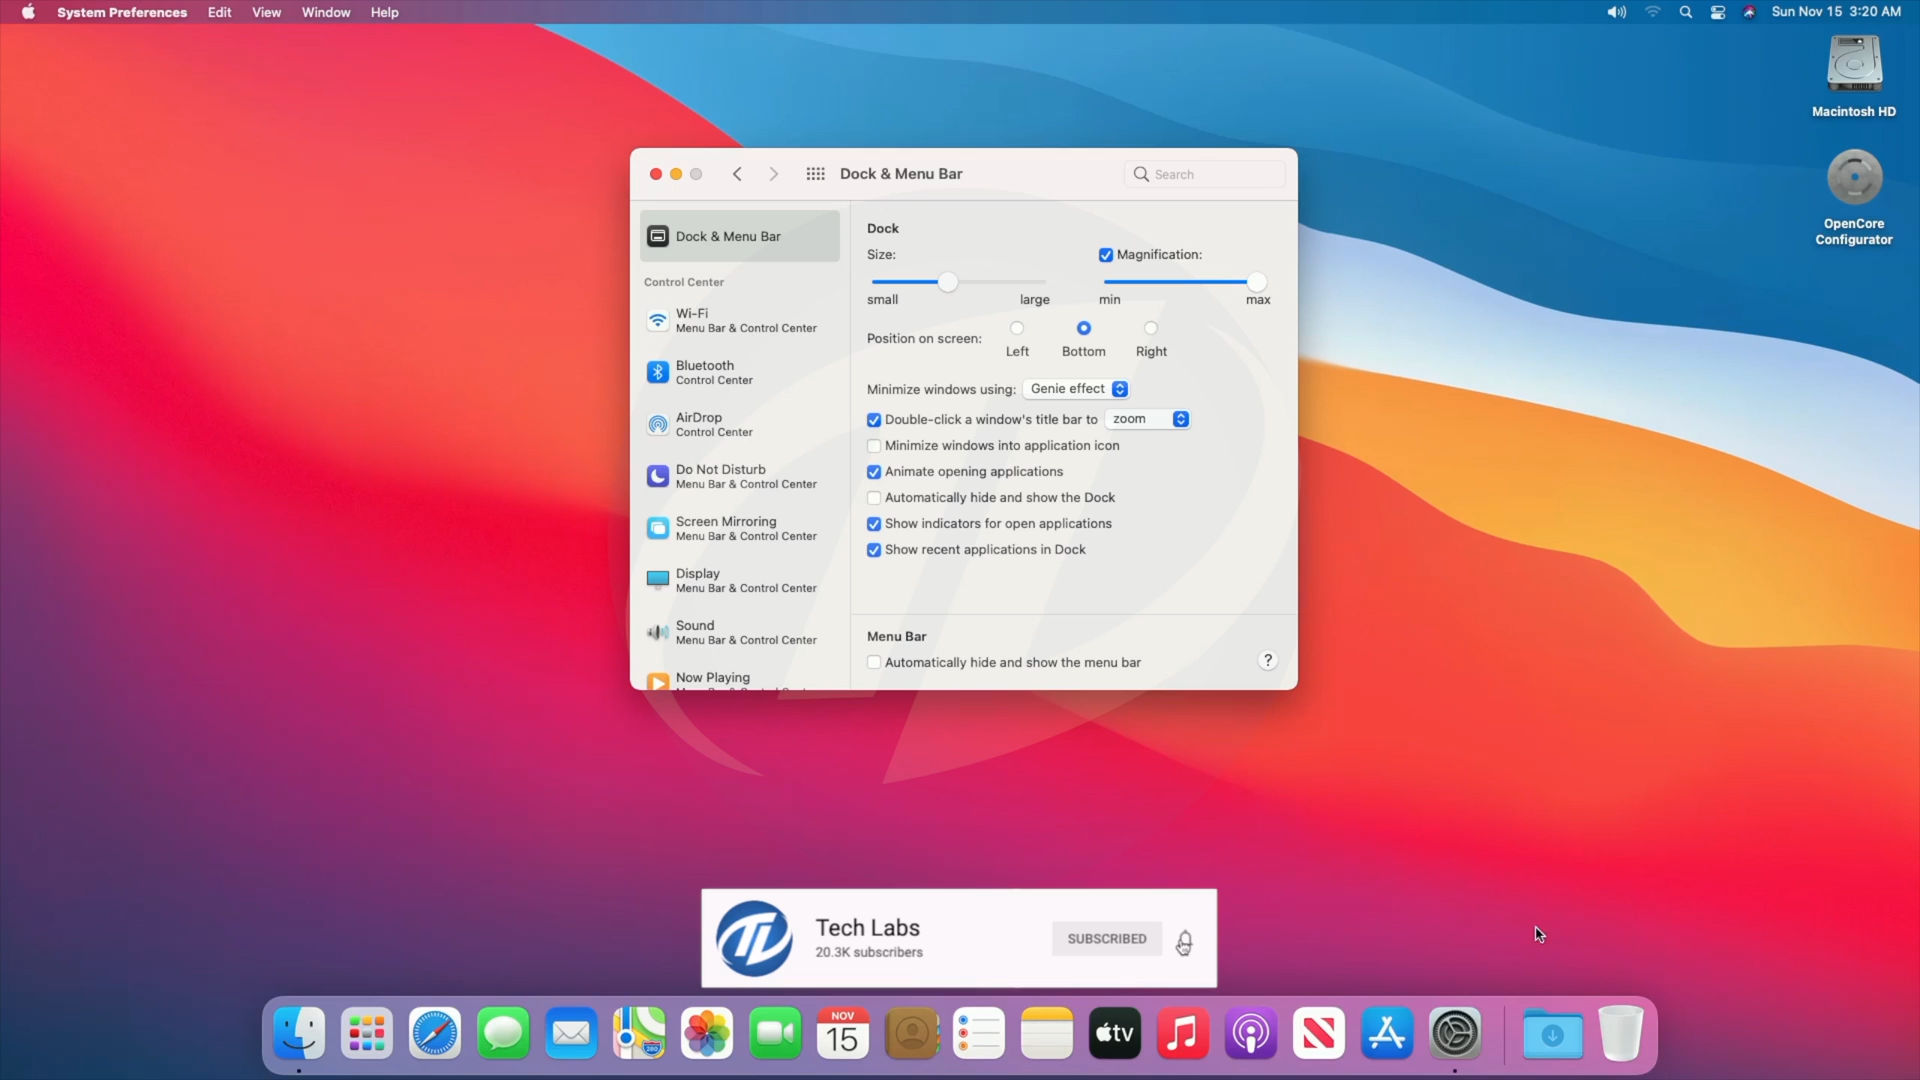 System Preferences Edit View Window Help
Sun Nov 15 3:20 AM
Macintosh HD
OpenCore
Configurator
Dock & Menu Bar
Search
Dock & Menu Bar
Control Center
Wi-Fi
Menu Bar & Control Center
Bluetooth
Control Center
AirDrop
Control Center
Do Not Disturb
Menu Bar & Control Center
Screen Mirroring
Menu Bar & Control Center
Display
Menu Bar & Control Center
Sound
Menu Bar & Control Center
Now Playing
Dock
Size:
Magnification:
small large min max
Position on screen:
Left Bottom Right
Minimize windows using: Genie effect
Double-click a window's title bar to zoom
Minimize windows into application icon
Animate opening applications
Automatically hide and show the Dock
Show indicators for open applications
Show recent applications in Dock
Menu Bar
Automatically hide and show the menu bar
?
Tech Labs
20.3K subscribers
SUBSCRIBED
NOV
15
280
tv